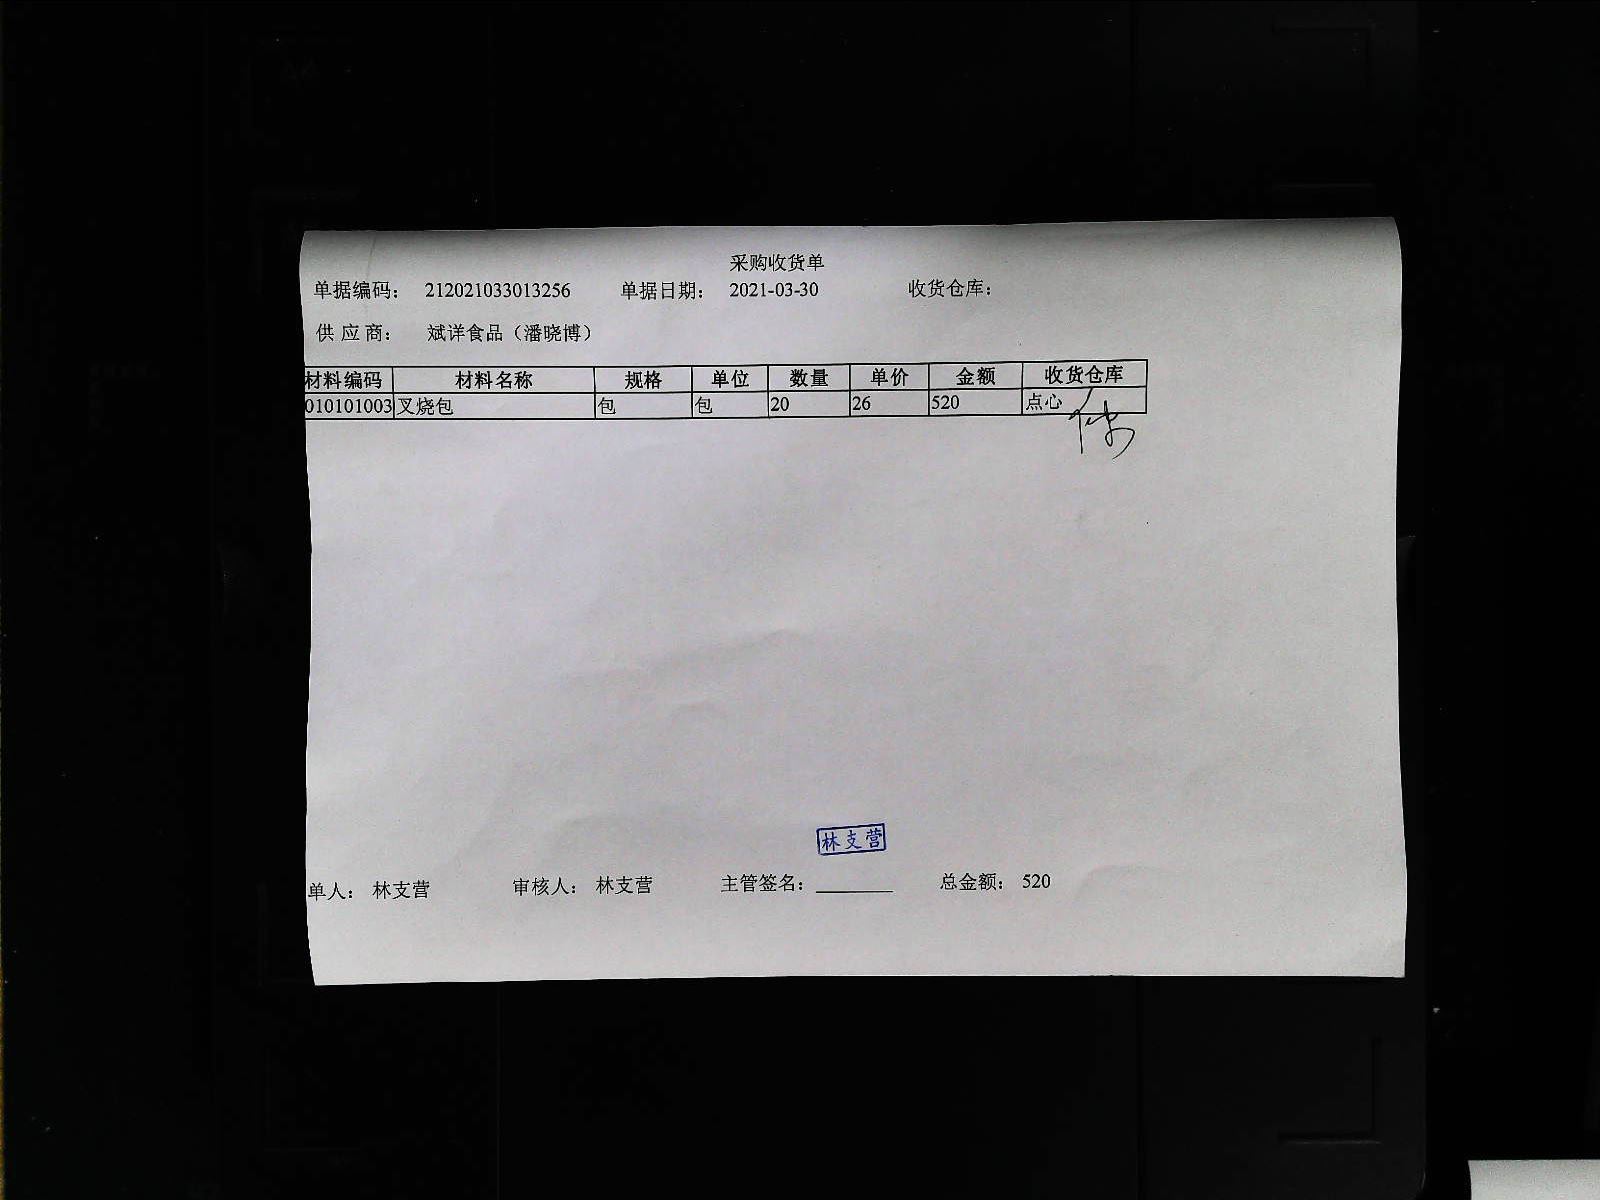 采购收货单
单据编码： 212021033013256 单据日期： 2021-03-30 收货仓库：
供应商： 斌详食品（潘晓博）
材料编码 材料名称 规格 单位 数量 单价 金额 收货仓库
010101003 叉烧包 包 包 20 26 520 点心
林支营
单人： 林支营 审核人： 林支营 主管签名： 总金额： 520